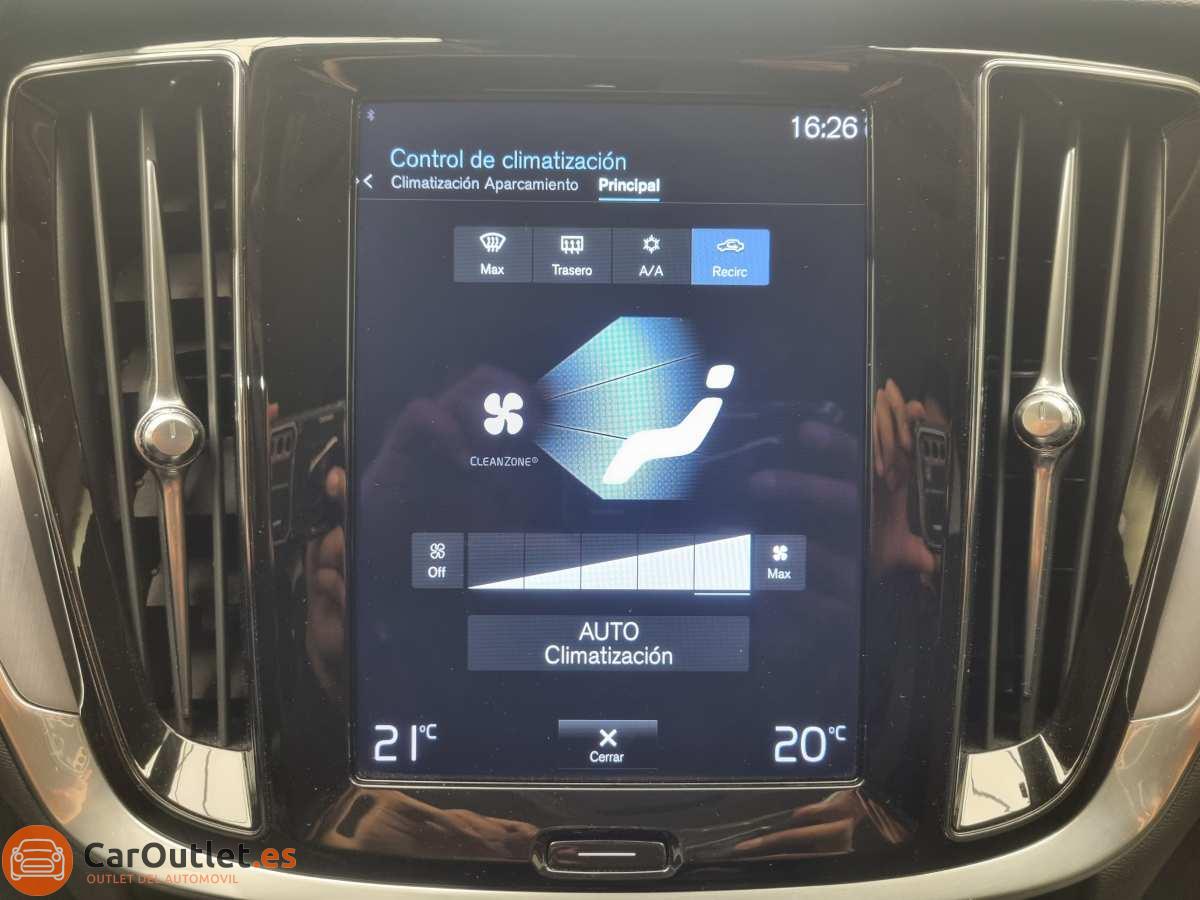 16:26
Control de climatización
Climatización Aparcamiento Principal
Max Trasero A/A Recirc
CLEANZONE®
Off Max
AUTO
Climatización
21°C 20°C
Cerrar
CarOutlet.es
OUTLET DEL AUTOMOVIL